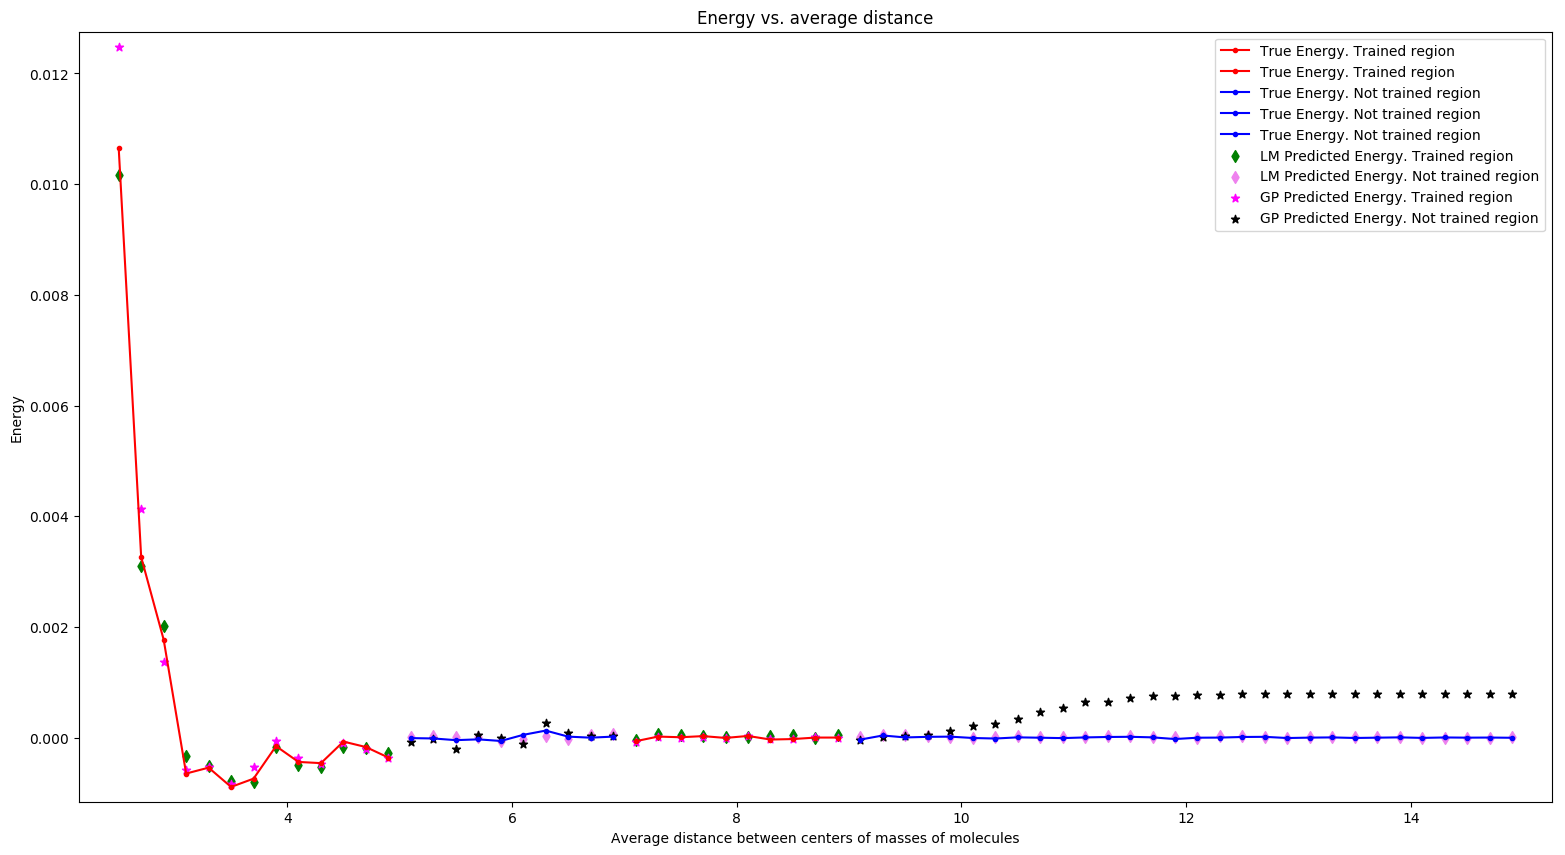 Energy vs. average distance
True Energy. Trained region
True Energy. Trained region
True Energy. Not trained region
True Energy. Not trained region
True Energy. Not trained region
LM Predicted Energy. Trained region
LM Predicted Energy. Not trained region
GP Predicted Energy. Trained region
GP Predicted Energy. Not trained region
0.012
0.010
0.008
0.006
0.004
0.002
0.000
Energy
4 6 8 10 12 14
Average distance between centers of masses of molecules